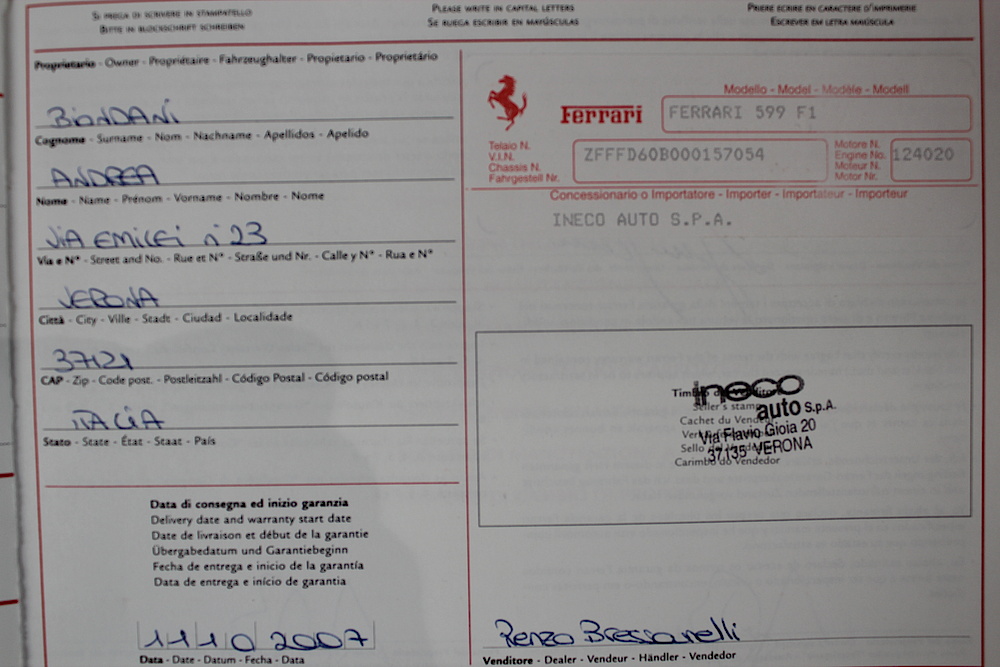 Si prega di scrivere in stampatello
Bitte in Blockschrift schreiben
Please write in capital letters
Se ruega escribir en mayúsculas
Prière écrire en caractère d'imprimerie
Escrever em letra maiúscula
Proprietario - Owner - Propriétaire - Fahrzeughalter - Propietario - Proprietário
BIONDANI
Cognome - Surname - Nom - Nachname - Apellidos - Apelido
ANDREA
Nome - Name - Prénom - Vorname - Nombre - Nome
VIA EMILEI n° 23
Via e N° - Street and No. - Rue et N° - Straße und Nr. - Calle y N° - Rua e N°
VERONA
Città - City - Ville - Stadt - Ciudad - Localidade
37121
CAP - Zip - Code post. - Postleitzahl - Código Postal - Código postal
ITALIA
Stato - State - État - Staat - País
Data di consegna ed inizio garanzia
Delivery date and warranty start date
Date de livraison et début de la garantie
Übergabedatum und Garantiebeginn
Fecha de entrega e inicio de la garantía
Data de entrega e início de garantia
11 10 2007
Data - Date - Datum - Fecha - Data
Modello - Model - Modèle - Modell
Ferrari
FERRARI 599 F1
Telaio N.
V.I.N.
Chassis N.
Fahrgestell Nr.
ZFFFD60B000157054
Motore N.
Engine No.
Moteur N.
Motor Nr.
124020
Concessionario o Importatore - Importer - Importateur - Importeur
INECO AUTO S.P.A.
Timbro del Venditore
Seller's stamp
Cachet du Vendeur
Sello del Vendedor
Carimbo do Vendedor
ineco
auto S.p.A.
Via Flavio Gioia 20
37135 VERONA
Renzo Bressanelli
Venditore - Dealer - Vendeur - Händler - Vendedor